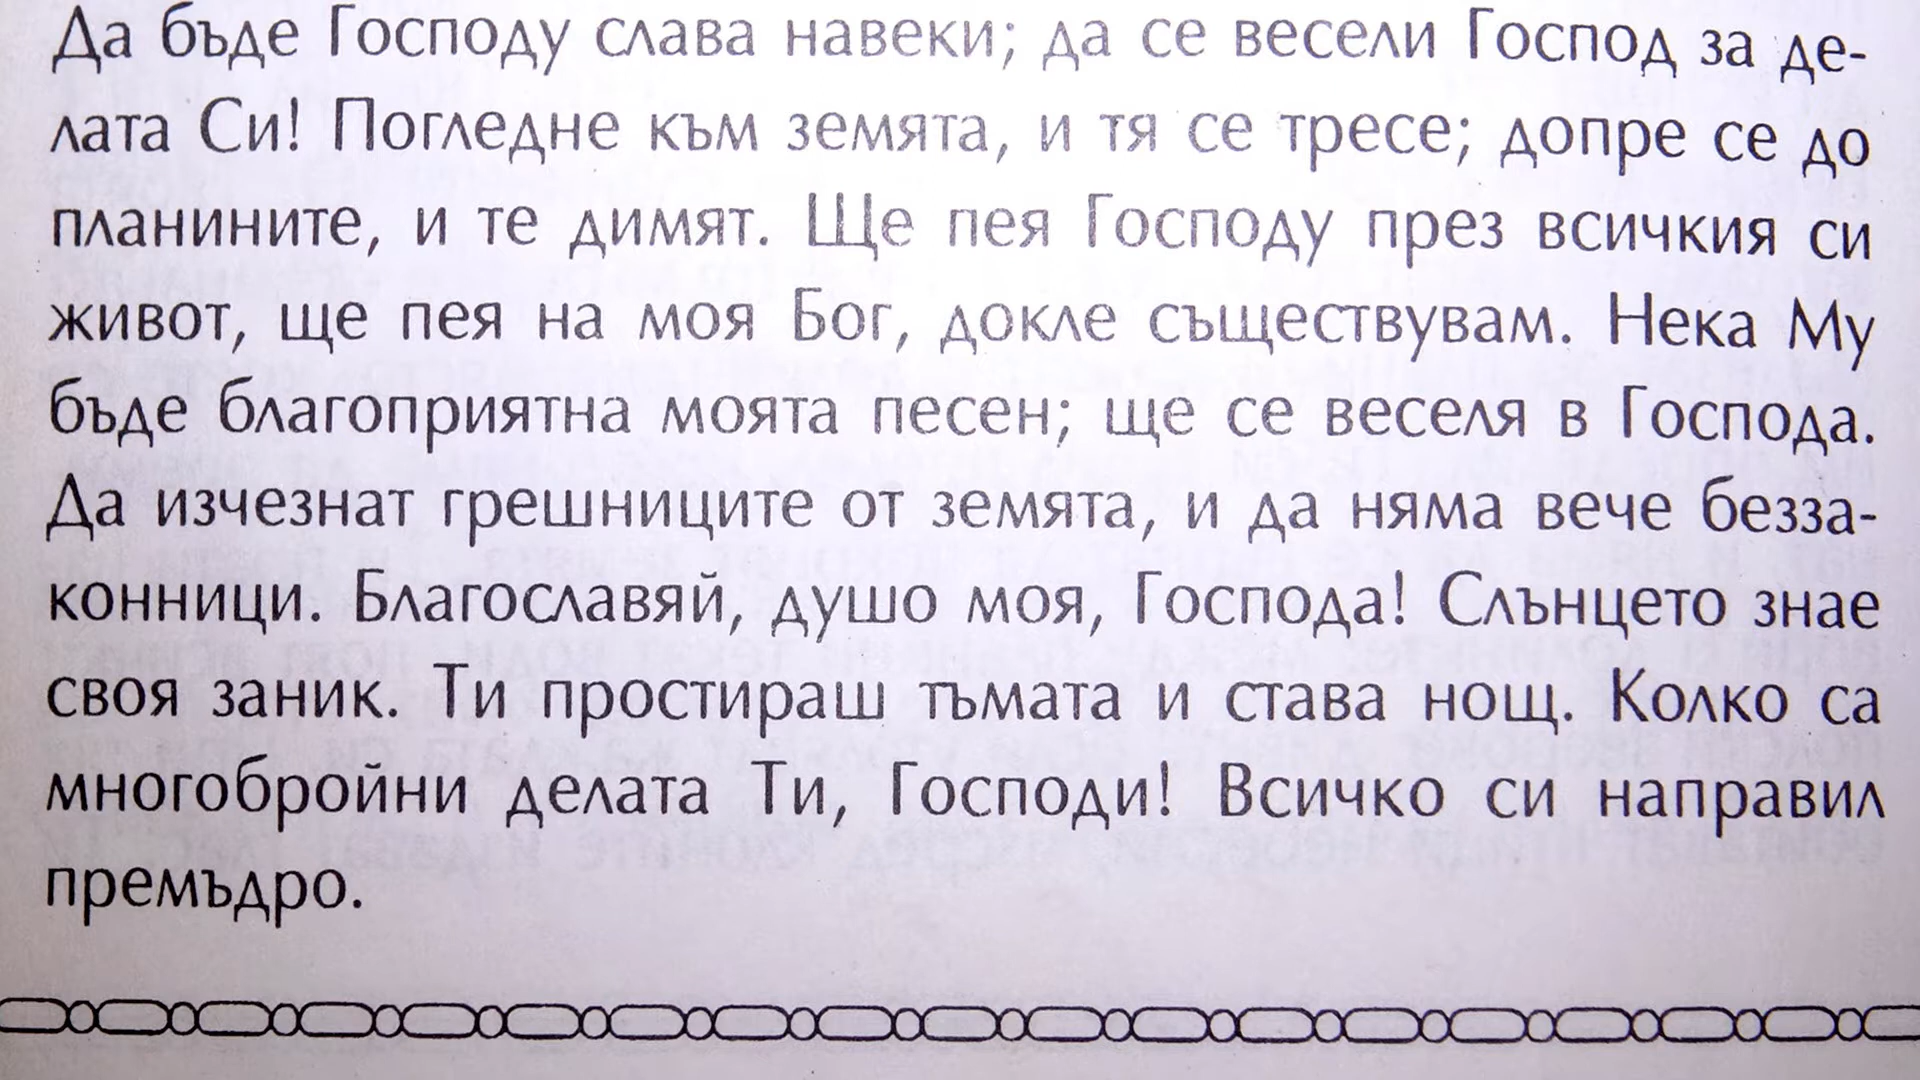 Да бъде Господу слава навеки; да се весели Господ за де-
лата Си! Погледне към земята, и тя се тресе; допре се до
планините, и те димят. Ще пея Господу през всичкия си
живот, ще пея на моя Бог, докле съществувам. Нека Му
бъде благоприятна моята песен; ще се веселя в Господа.
Да изчезнат грешниците от земята, и да няма вече безза-
конници. Благославяй, душо моя, Господа! Слънцето знае
своя заник. Ти простираш тъмата и става нощ. Колко са
многобройни делата Ти, Господи! Всичко си направил
премъдро.